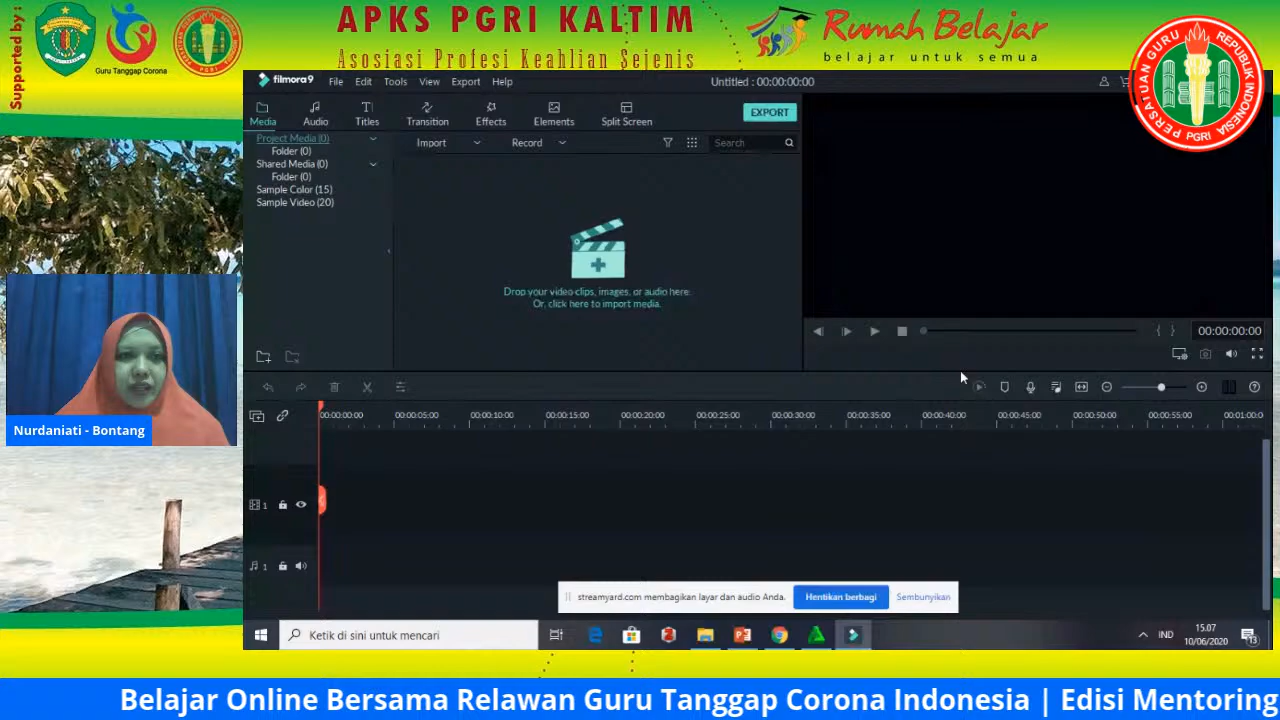 Supported by :
Guru Tanggap Corona
APKS PGRI KALTIM
Asosiasi Profesi Keahlian Sejenis
Rumah Belajar
belajar untuk semua
PERSATUAN GURU REPUBLIK INDONESIA
PGRI
filmora9 File Edit Tools View Export Help Untitled : 00:00:00:00
Media Audio Titles Transition Effects Elements Split Screen EXPORT
Project Media (0) Import Record Search
Folder (0)
Shared Media (0)
Folder (0)
Sample Color (15)
Sample Video (20)
Drop your video clips, images, or audio here.
Or, click here to import media.
00:00:00:00
00:00:00:00 00:00:05:00 00:00:10:00 00:00:15:00 00:00:20:00 00:00:25:00 00:00:30:00 00:00:35:00 00:00:40:00 00:00:45:00 00:00:50:00 00:00:55:00 00:01:00:0
1
1
Nurdaniati - Bontang
streamyard.com membagikan layar dan audio Anda. Hentikan berbagi Sembunyikan
Ketik di sini untuk mencari
IND 15.07
10/06/2020
13
Belajar Online Bersama Relawan Guru Tanggap Corona Indonesia | Edisi Mentoring